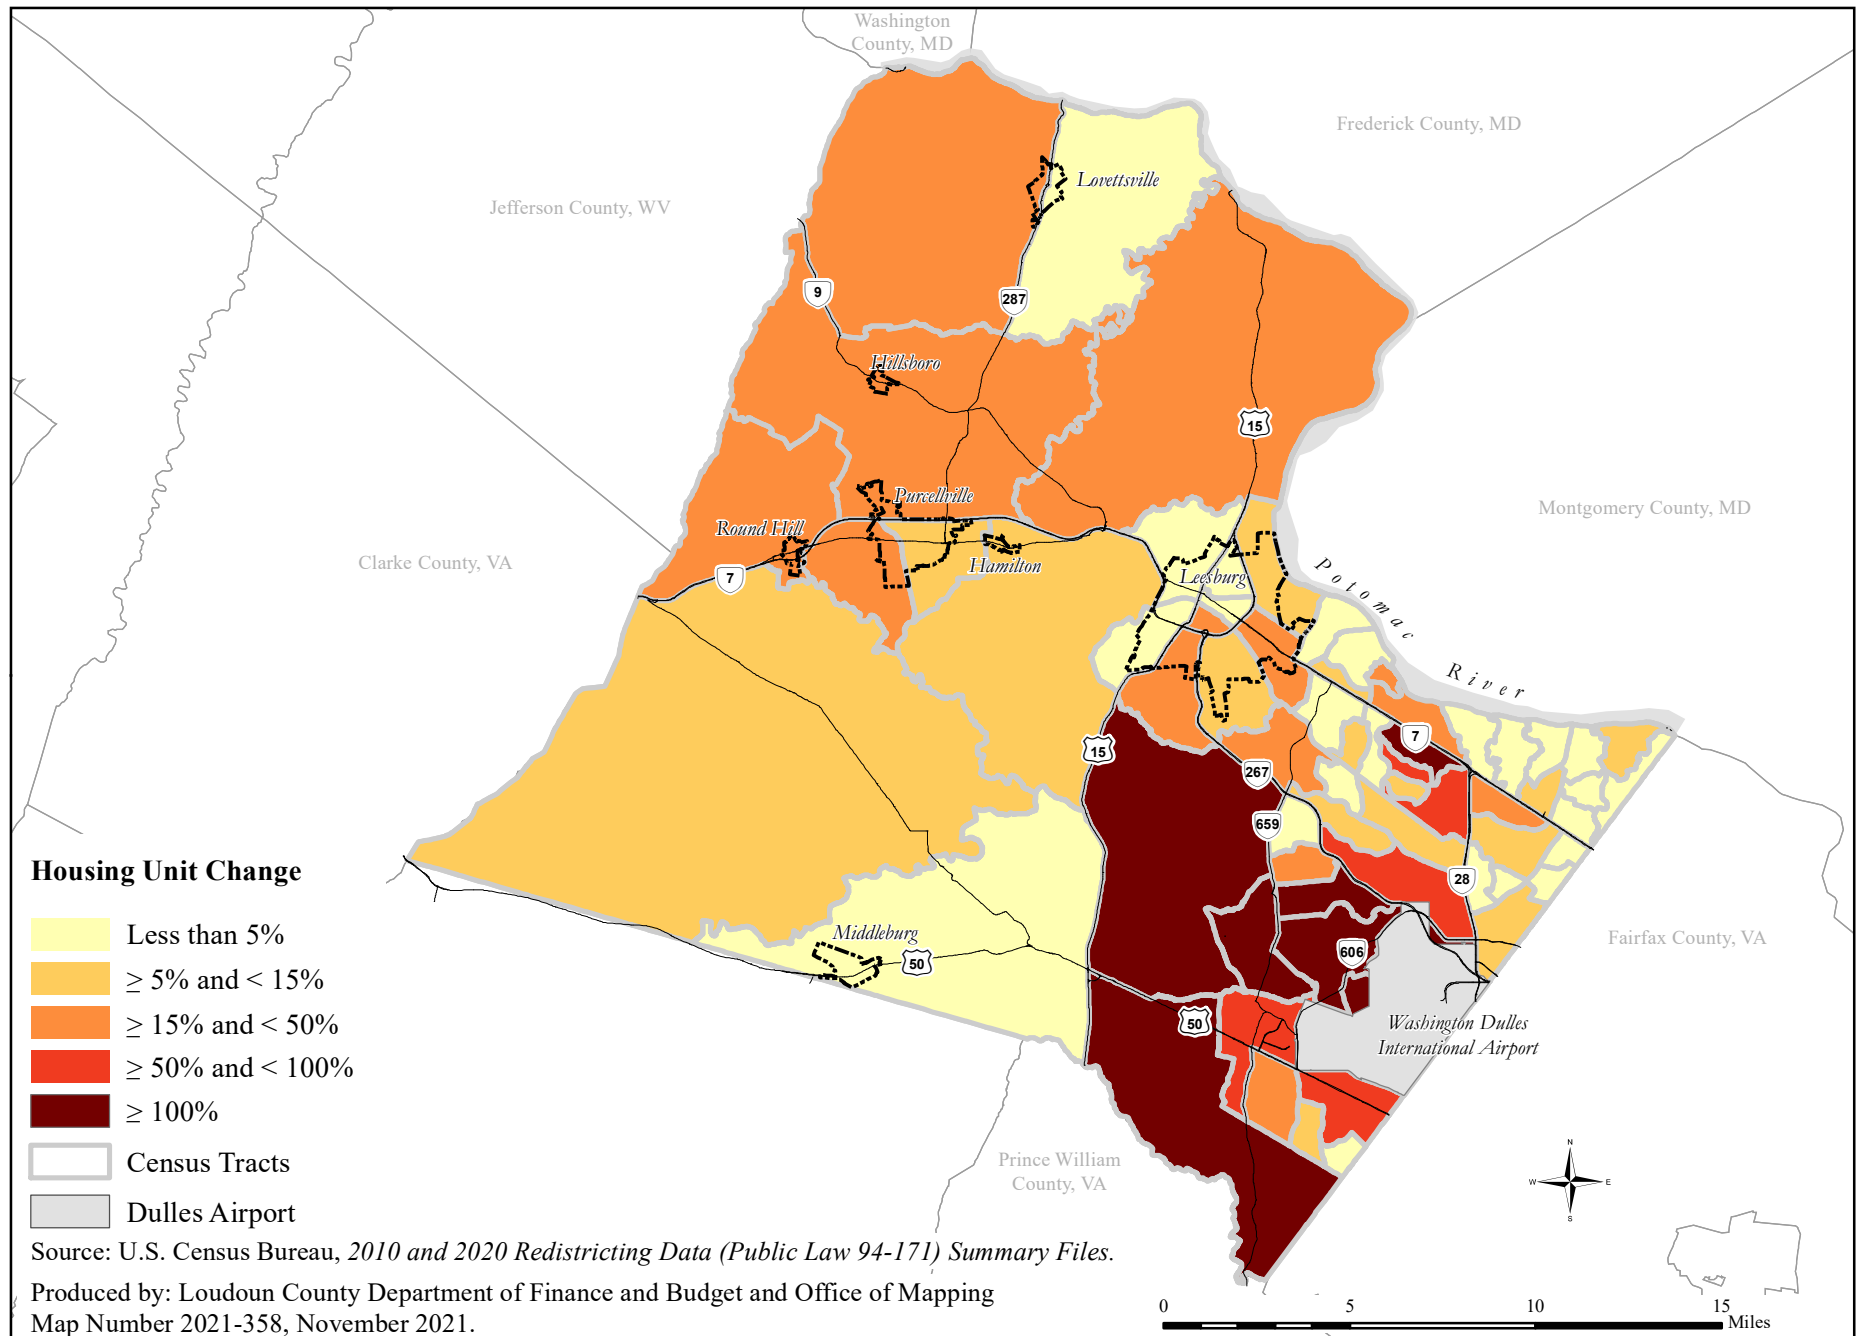 Washington
County, MD
Frederick County, MD
Jefferson County, WV
Lovettsville
9
287
Hillsboro
15
Purcellville
Montgomery County, MD
Round Hill
Clarke County, VA
Hamilton
7
Leesburg
Potomac
River
15
7
267
659
28
Housing Unit Change
Less than 5%
≥ 5% and < 15%
≥ 15% and < 50%
≥ 50% and < 100%
≥ 100%
Census Tracts
Dulles Airport
Middleburg
50
606
Fairfax County, VA
50
Washington Dulles
International Airport
Prince William
County, VA
N
W E
S
Source: U.S. Census Bureau, 2010 and 2020 Redistricting Data (Public Law 94-171) Summary Files.
Produced by: Loudoun County Department of Finance and Budget and Office of Mapping
Map Number 2021-358, November 2021.
0 5 10 15
Miles